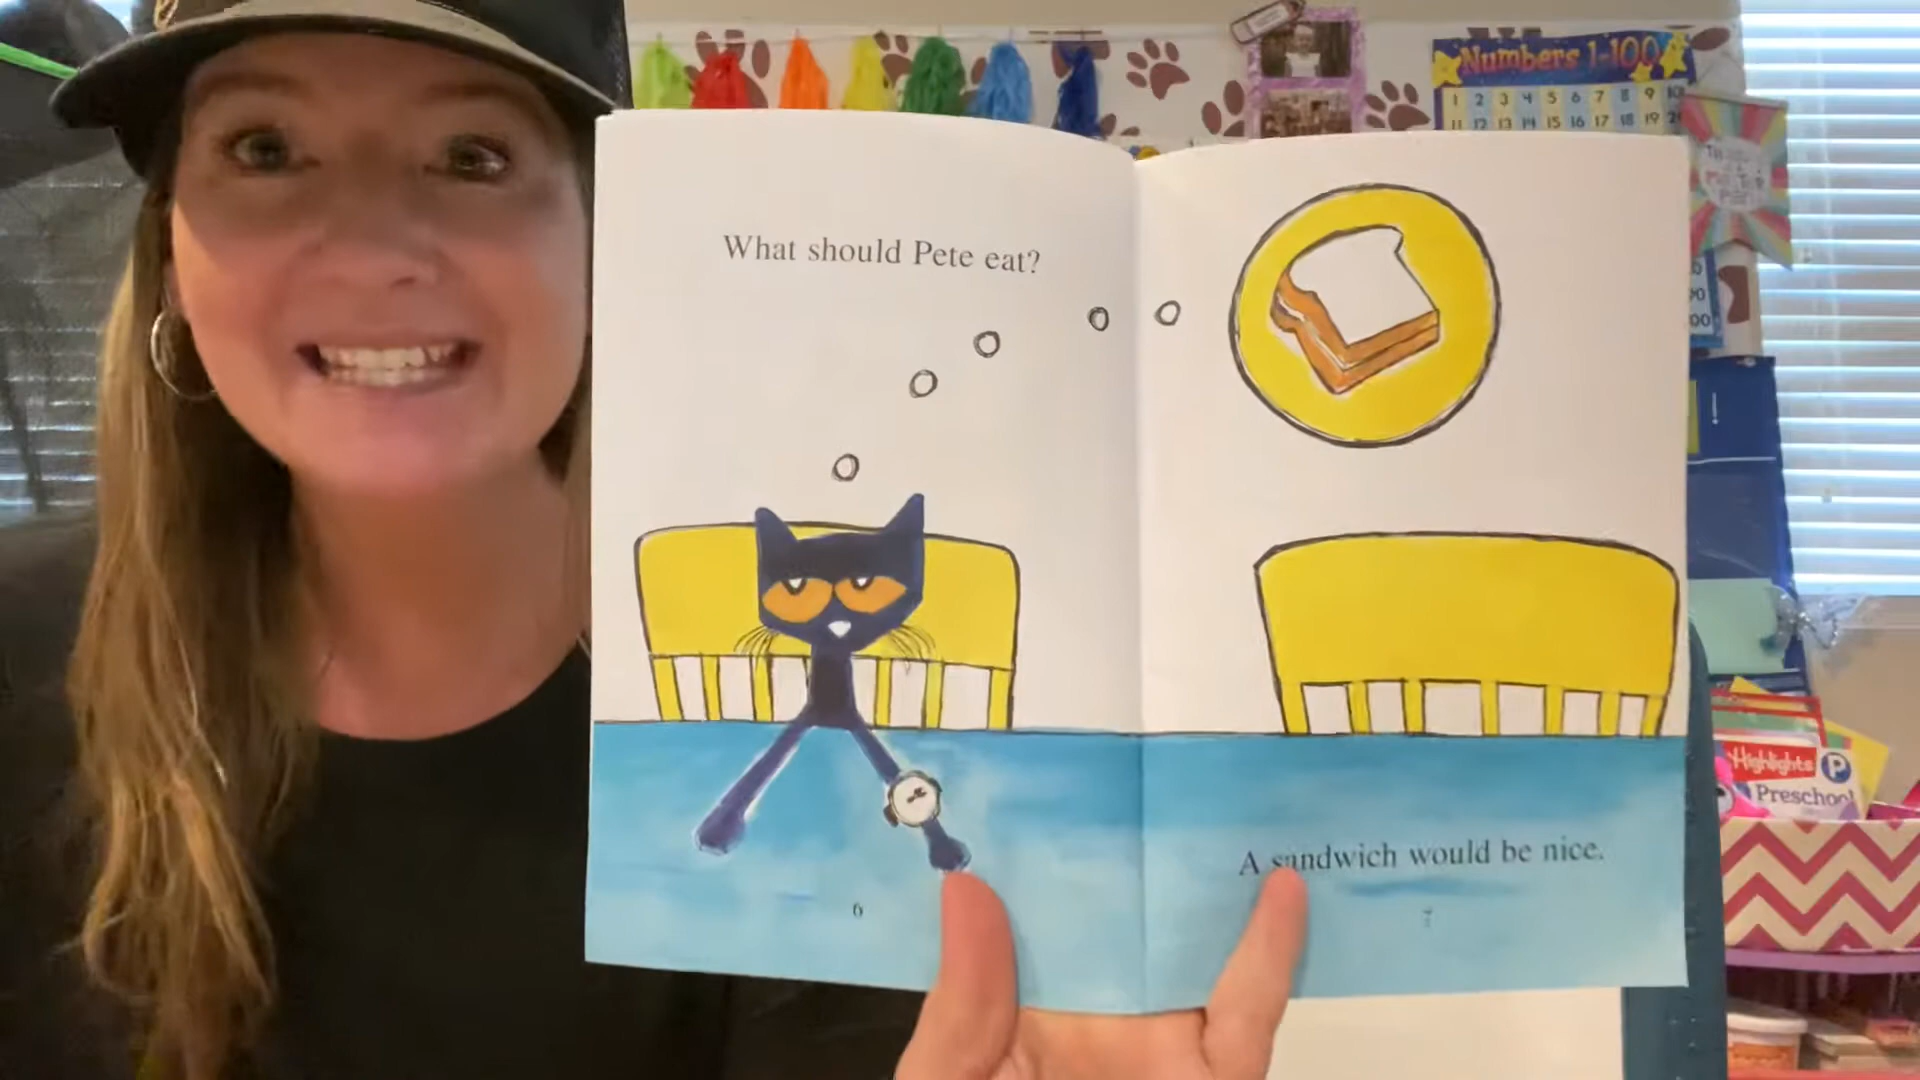 What should Pete eat?
A sandwich would be nice.
6
7
Numbers 1-100
1 2 3 4 5 6 7 8 9 10
11 12 13 14 15 16 17 18 19
Highlights
P
Preschool